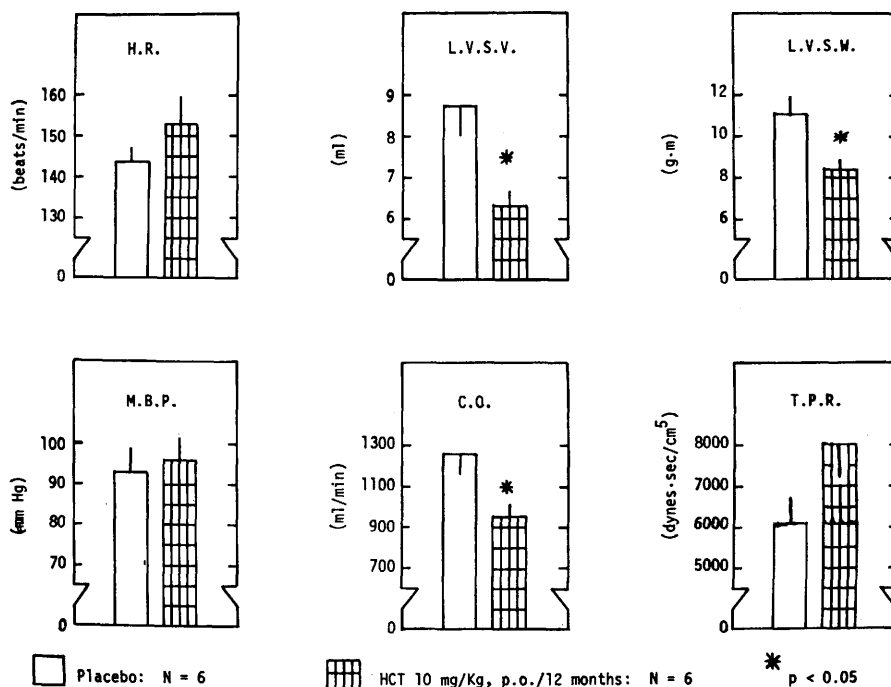 H.R.
(beats/min)
160
150
140
130
0
L.V.S.V.
(ml)
9
8
7
6
0
L.V.S.W.
(g·m)
12
10
8
6
0
M.B.P.
(mm Hg)
100
90
80
70
0
C.O.
(ml/min)
1300
1100
900
700
0
T.P.R.
(dynes·sec/cm5)
8000
7000
6000
5000
0
*
*
*
Placebo: N = 6
HCT 10 mg/Kg, p.o./12 months: N = 6
* p < 0.05